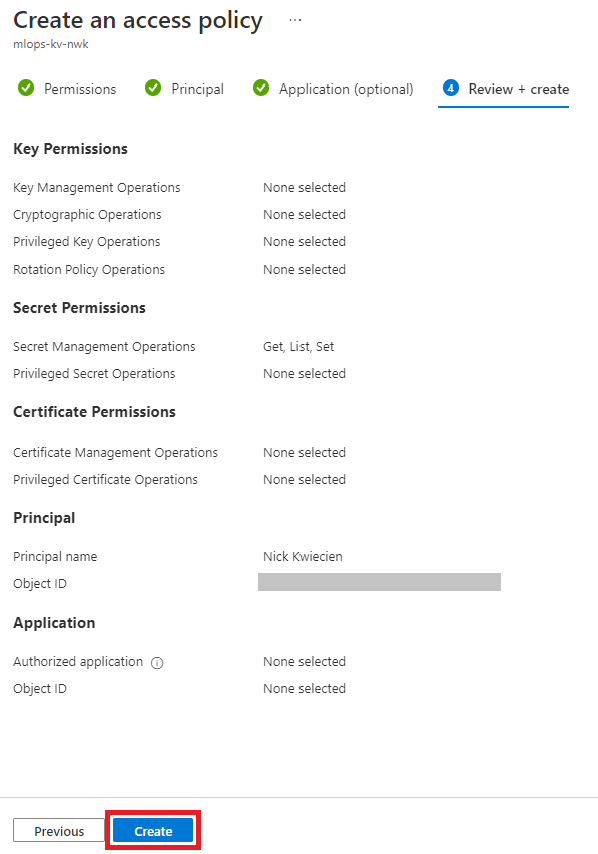 Create an access policy ...
mlops-kv-nwk
Permissions Principal Application (optional) 4 Review + create
Key Permissions
Key Management Operations None selected
Cryptographic Operations None selected
Privileged Key Operations None selected
Rotation Policy Operations None selected
Secret Permissions
Secret Management Operations Get, List, Set
Privileged Secret Operations None selected
Certificate Permissions
Certificate Management Operations None selected
Privileged Certificate Operations None selected
Principal
Principal name Nick Kwiecien
Object ID
Application
Authorized application None selected
Object ID None selected
Previous Create